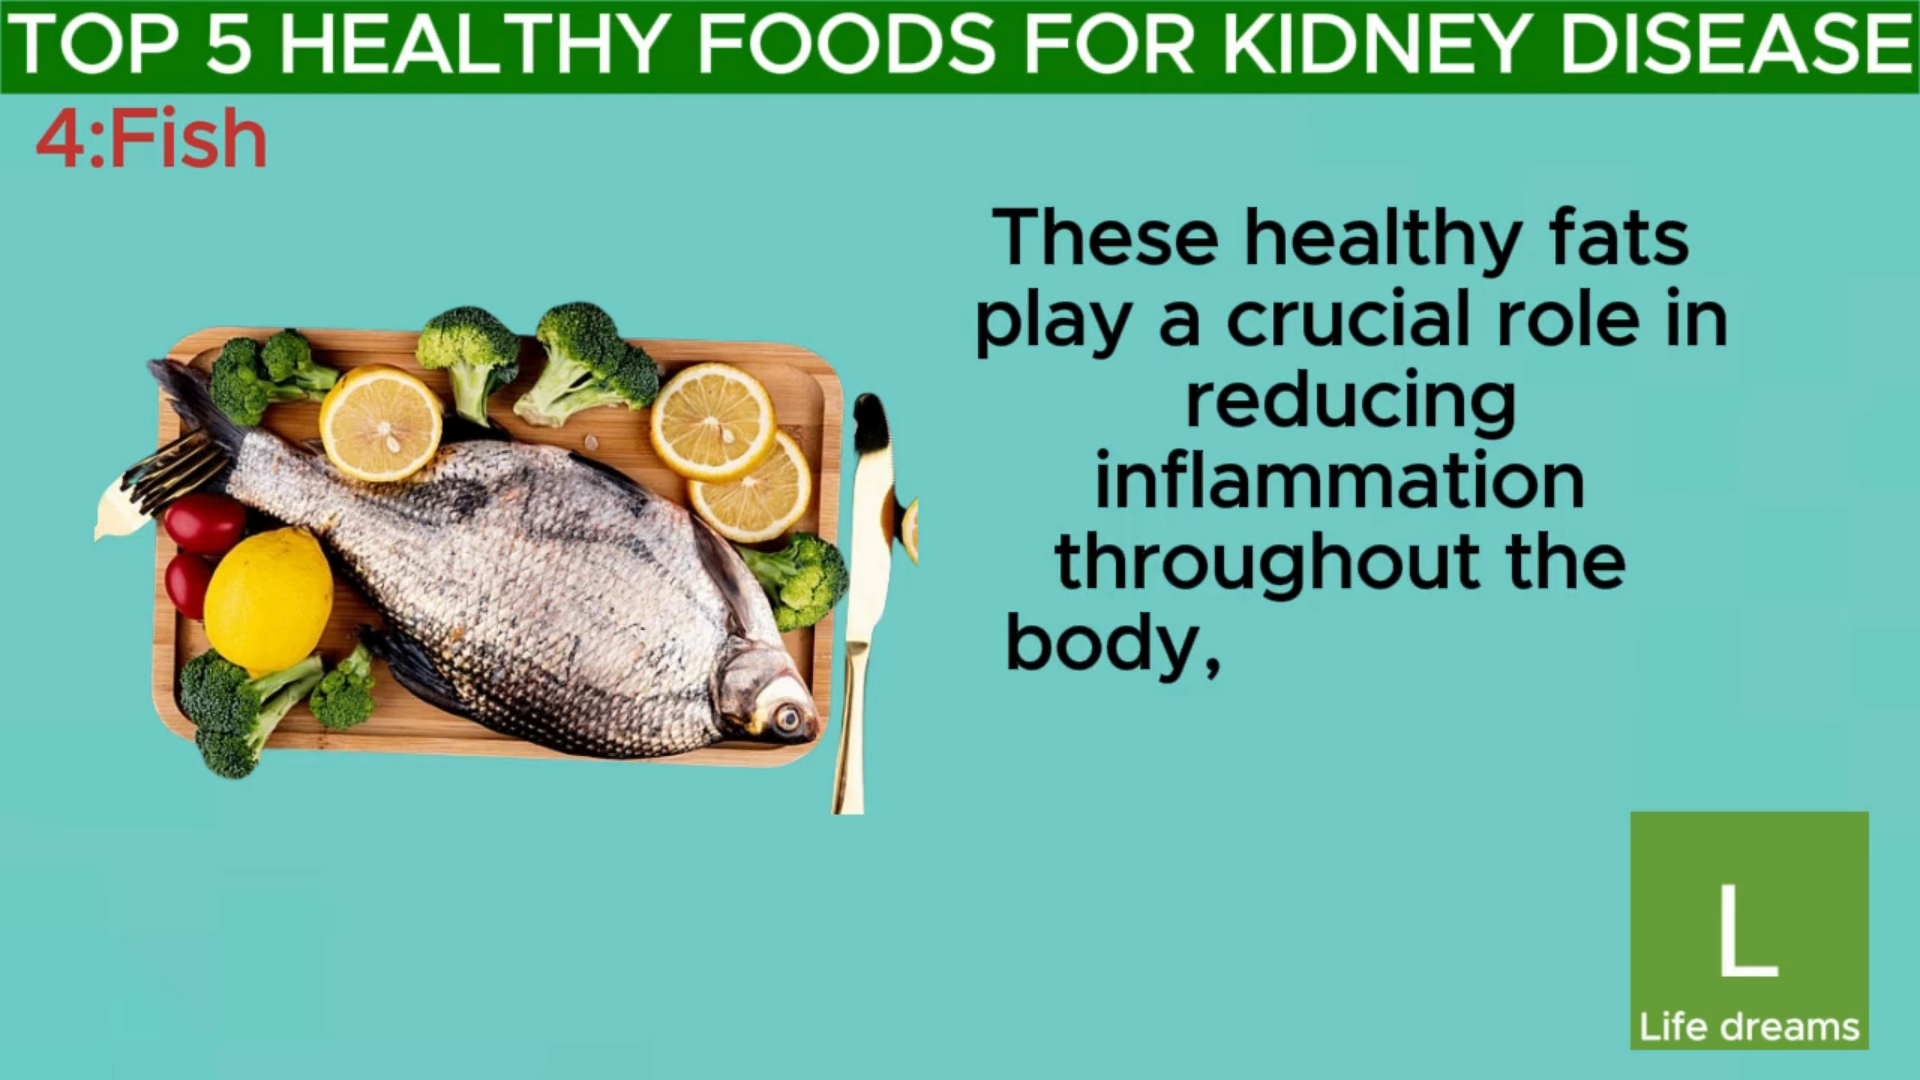 TOP 5 HEALTHY FOODS FOR KIDNEY DISEASE
4:Fish
These healthy fats
play a crucial role in
reducing
inflammation
throughout the
body,
L
Life dreams